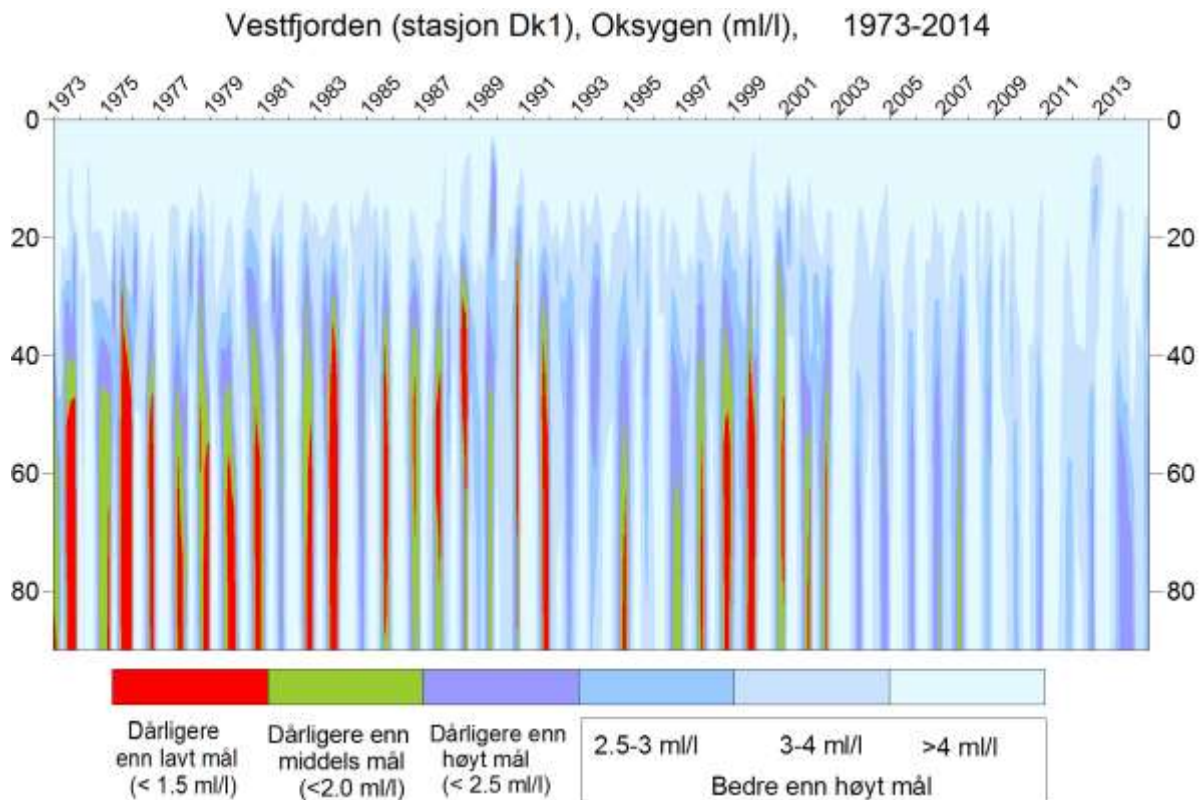 Vestfjorden (stasjon Dk1), Oksygen (ml/l), 1973-2014
1973 1975 1977 1979 1981 1983 1985 1987 1989 1991 1993 1995 1997 1999 2001 2003 2005 2007 2009 2011 2013
0 0
20 20
40 40
60 60
80 80
Dårligere
enn lavt mål
(< 1.5 ml/l)
Dårligere enn
middels mål
(<2.0 ml/l)
Dårligere enn
høyt mål
(< 2.5 ml/l)
2.5-3 ml/l 3-4 ml/l >4 ml/l
Bedre enn høyt mål